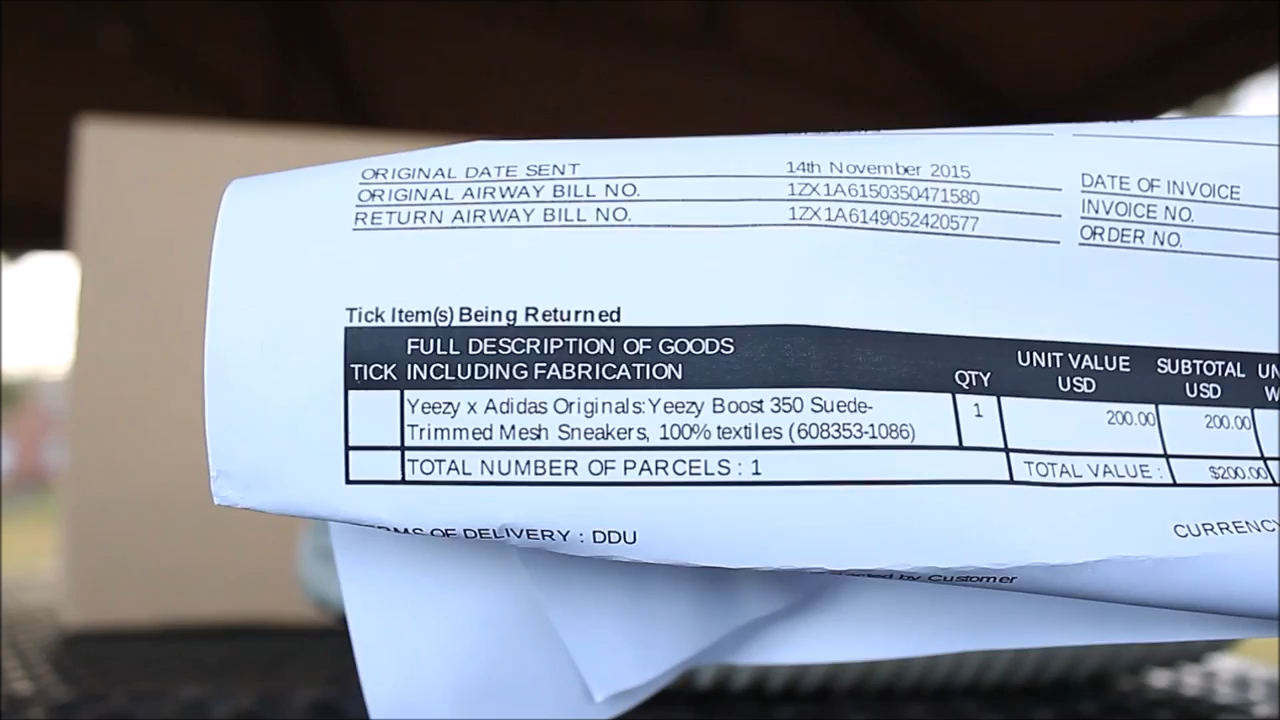 ORIGINAL DATE SENT 14th November 2015
ORIGINAL AIRWAY BILL NO. 1ZX1A6150350471580
RETURN AIRWAY BILL NO. 1ZX1A6149052420577
DATE OF INVOICE
INVOICE NO.
ORDER NO.
Tick Item(s) Being Returned
TICK FULL DESCRIPTION OF GOODS INCLUDING FABRICATION
QTY
UNIT VALUE USD
SUBTOTAL USD
Yeezy x Adidas Originals:Yeezy Boost 350 Suede-
Trimmed Mesh Sneakers, 100% textiles (608353-1086)
1 200.00 200.00
TOTAL NUMBER OF PARCELS : 1 TOTAL VALUE : $200.00
OF DELIVERY : DDU
CURRENC
by Customer